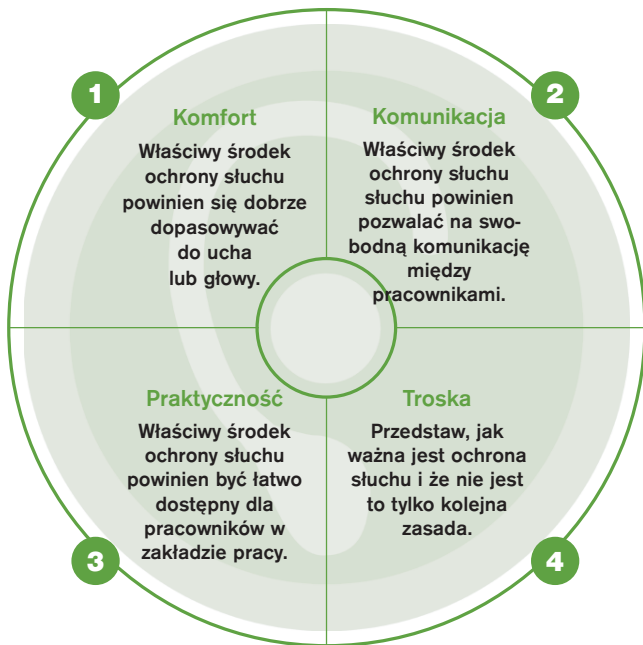 1
Komfort
Właściwy środek
ochrony słuchu
powinien się dobrze
dopasowywać
do ucha
lub głowy.
2
Komunikacja
Właściwy środek
ochrony słuchu
słuchu powinien
pozwalać na swo-
bodną komunikację
między
pracownikami.
3
Praktyczność
Właściwy środek
ochrony słuchu
powinien być łatwo
dostępny dla
pracowników w
zakładzie pracy.
4
Troska
Przedstaw, jak
ważna jest ochrona
słuchu i że nie jest
to tylko kolejna
zasada.